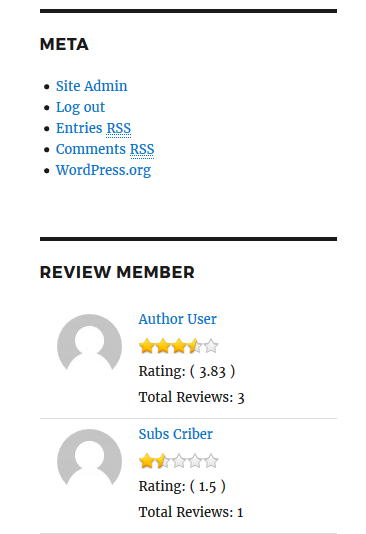 META
Site Admin
Log out
Entries RSS
Comments RSS
WordPress.org
REVIEW MEMBER
Author User
Rating: ( 3.83 )
Total Reviews: 3
Subs Criber
Rating: ( 1.5 )
Total Reviews: 1